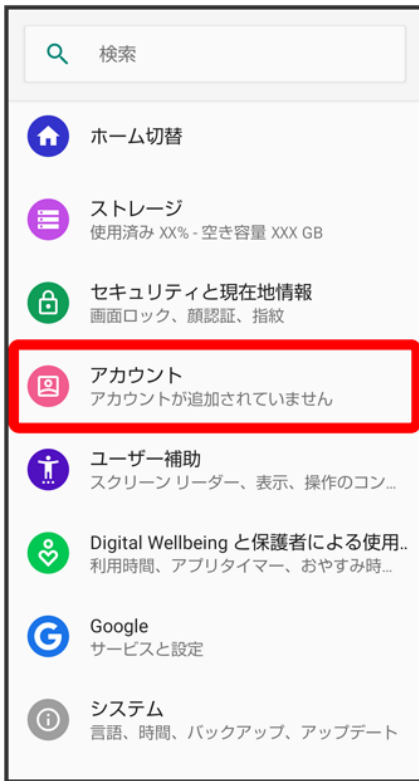 検索
ホーム切替
ストレージ
使用済み XX% - 空き容量 XXX GB
セキュリティと現在地情報
画面ロック、顔認証、指紋
アカウント
アカウントが追加されていません
ユーザー補助
スクリーン リーダー、表示、操作のコン...
Digital Wellbeing と保護者による使用..
利用時間、アプリタイマー、おやすみ時...
Google
サービスと設定
システム
言語、時間、バックアップ、アップデート